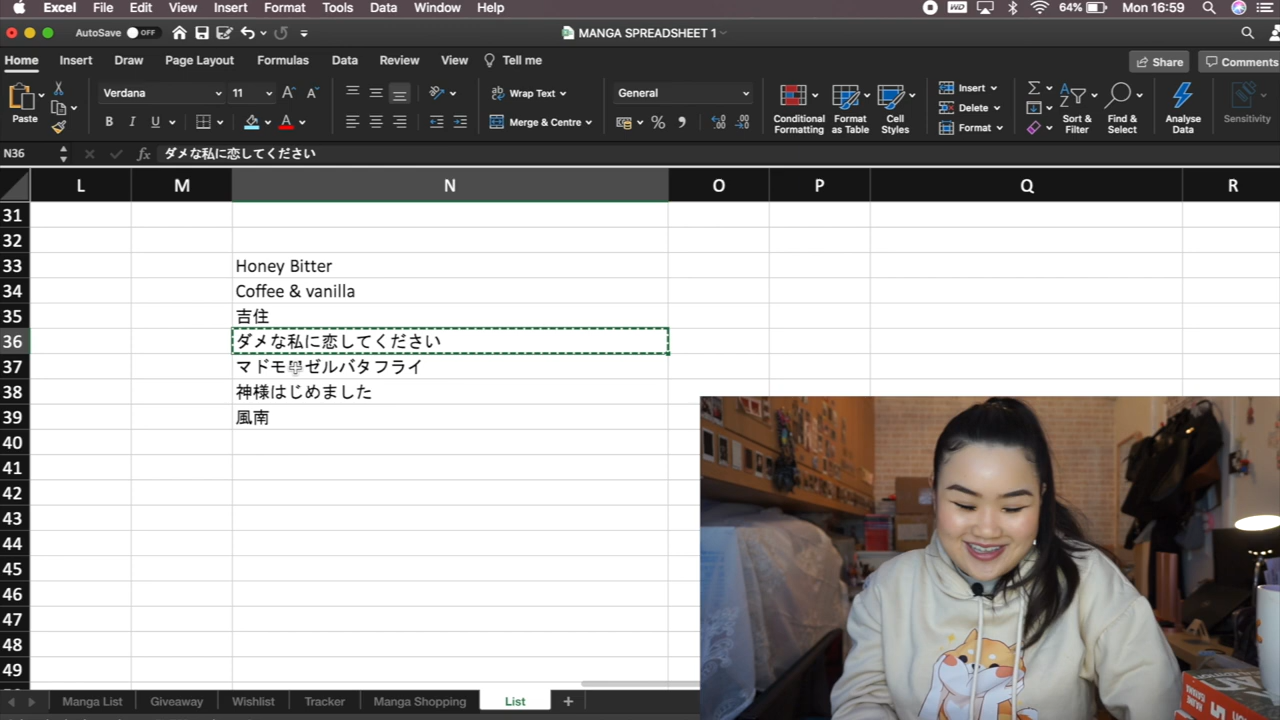 Excel File Edit View Insert Format Tools Data Window Help 64% Mon 16:59
AutoSave OFF MANGA SPREADSHEET 1
Home Insert Draw Page Layout Formulas Data Review View Tell me Share Comments
Paste Verdana 11 B I U A Wrap Text Merge & Centre General % Conditional Formatting Format as Table Cell Styles Insert Delete Format Sort & Filter Find & Select Analyse Data Sensitivity
N36 fx ダメな私に恋してください
L M N O P Q R
31
32
33 Honey Bitter
34 Coffee & vanilla
35 吉住
36 ダメな私に恋してください
37 マドモ ゼルバタフライ
38 神様はじめました
39 風南
40
41
42
43
44
45
46
47
48
49
Manga List Giveaway Wishlist Tracker Manga Shopping List +